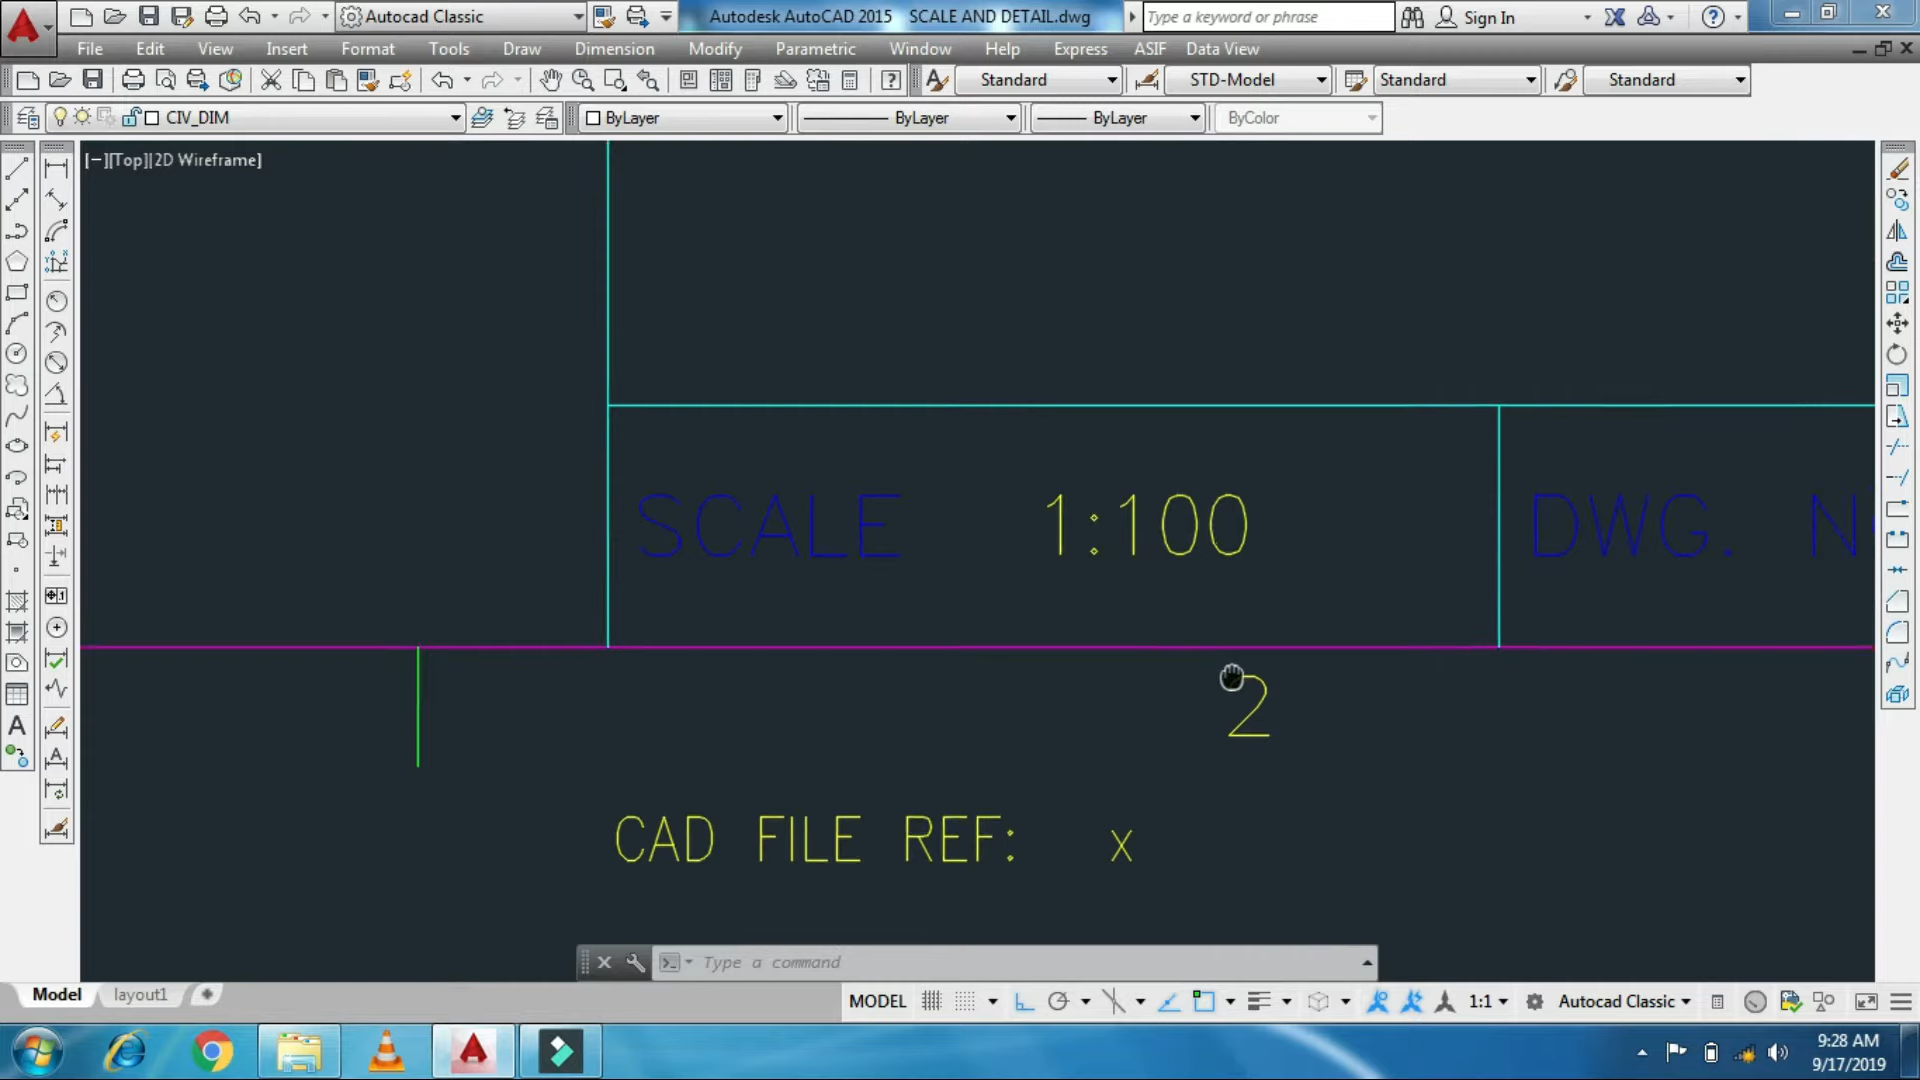 Autocad Classic
Autodesk AutoCAD 2015 SCALE AND DETAIL.dwg
Type a keyword or phrase
Sign In
File Edit View Insert Format Tools Draw Dimension Modify Parametric Window Help Express ASIF Data View
Standard STD-Model Standard Standard
CIV_DIM ByLayer ByLayer ByLayer ByColor
[−][Top][2D Wireframe]
SCALE 1:100 DWG.
2
CAD FILE REF: x
Type a command
Model layout1
MODEL 1:1 Autocad Classic
9:28 AM
9/17/2019